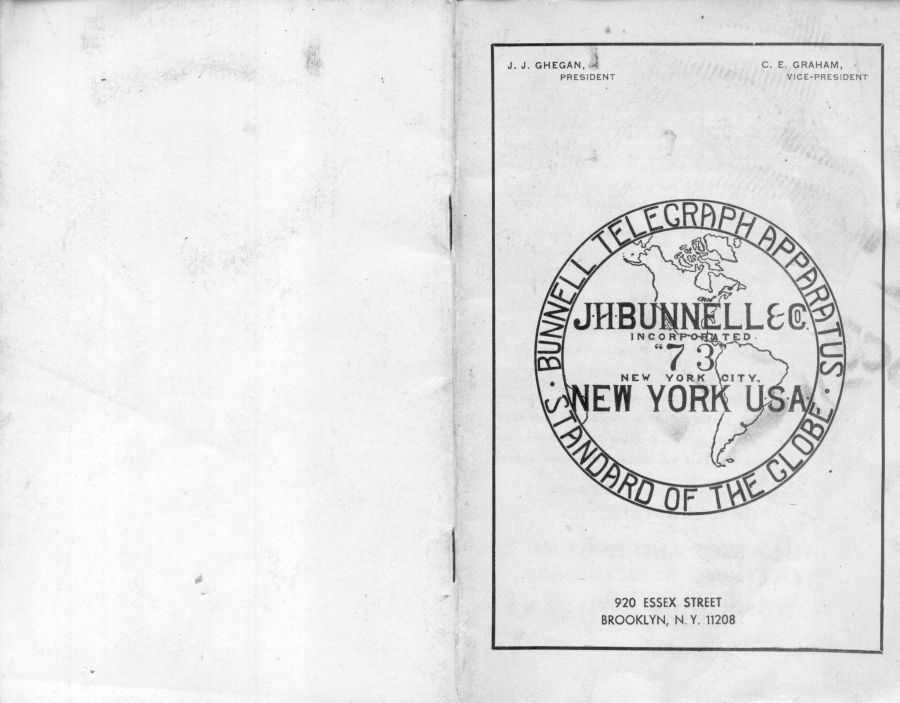 J. J. GHEGAN,
PRESIDENT
C. E. GRAHAM,
VICE-PRESIDENT
· BUNNELL TELEGRAPH APPARATUS ·
J.H.BUNNELL & CO.
INCORPORATED.
"73"
NEW YORK CITY.
NEW YORK U.S.A.
STANDARD OF THE GLOBE
920 ESSEX STREET
BROOKLYN, N. Y. 11208